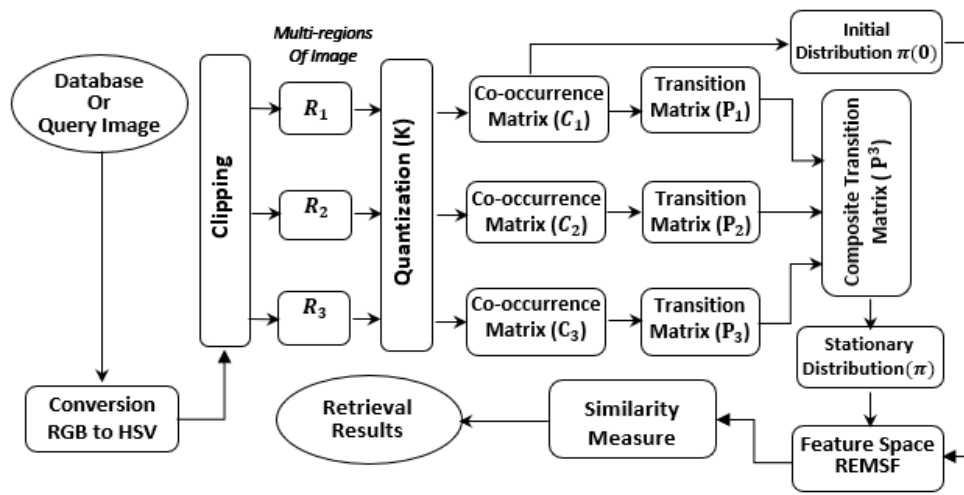 Database
Or
Query Image
Conversion
RGB to HSV
Clipping
Multi-regions
Of Image
R₁
R₂
R₃
Quantization (K)
Co-occurrence
Matrix (C₁)
Co-occurrence
Matrix (C₂)
Co-occurrence
Matrix (C₃)
Transition
Matrix (P₁)
Transition
Matrix (P₂)
Transition
Matrix (P₃)
Initial
Distribution π(0)
Composite Transition
Matrix ( P³)
Stationary
Distribution(π)
Feature Space
REMSF
Similarity
Measure
Retrieval
Results